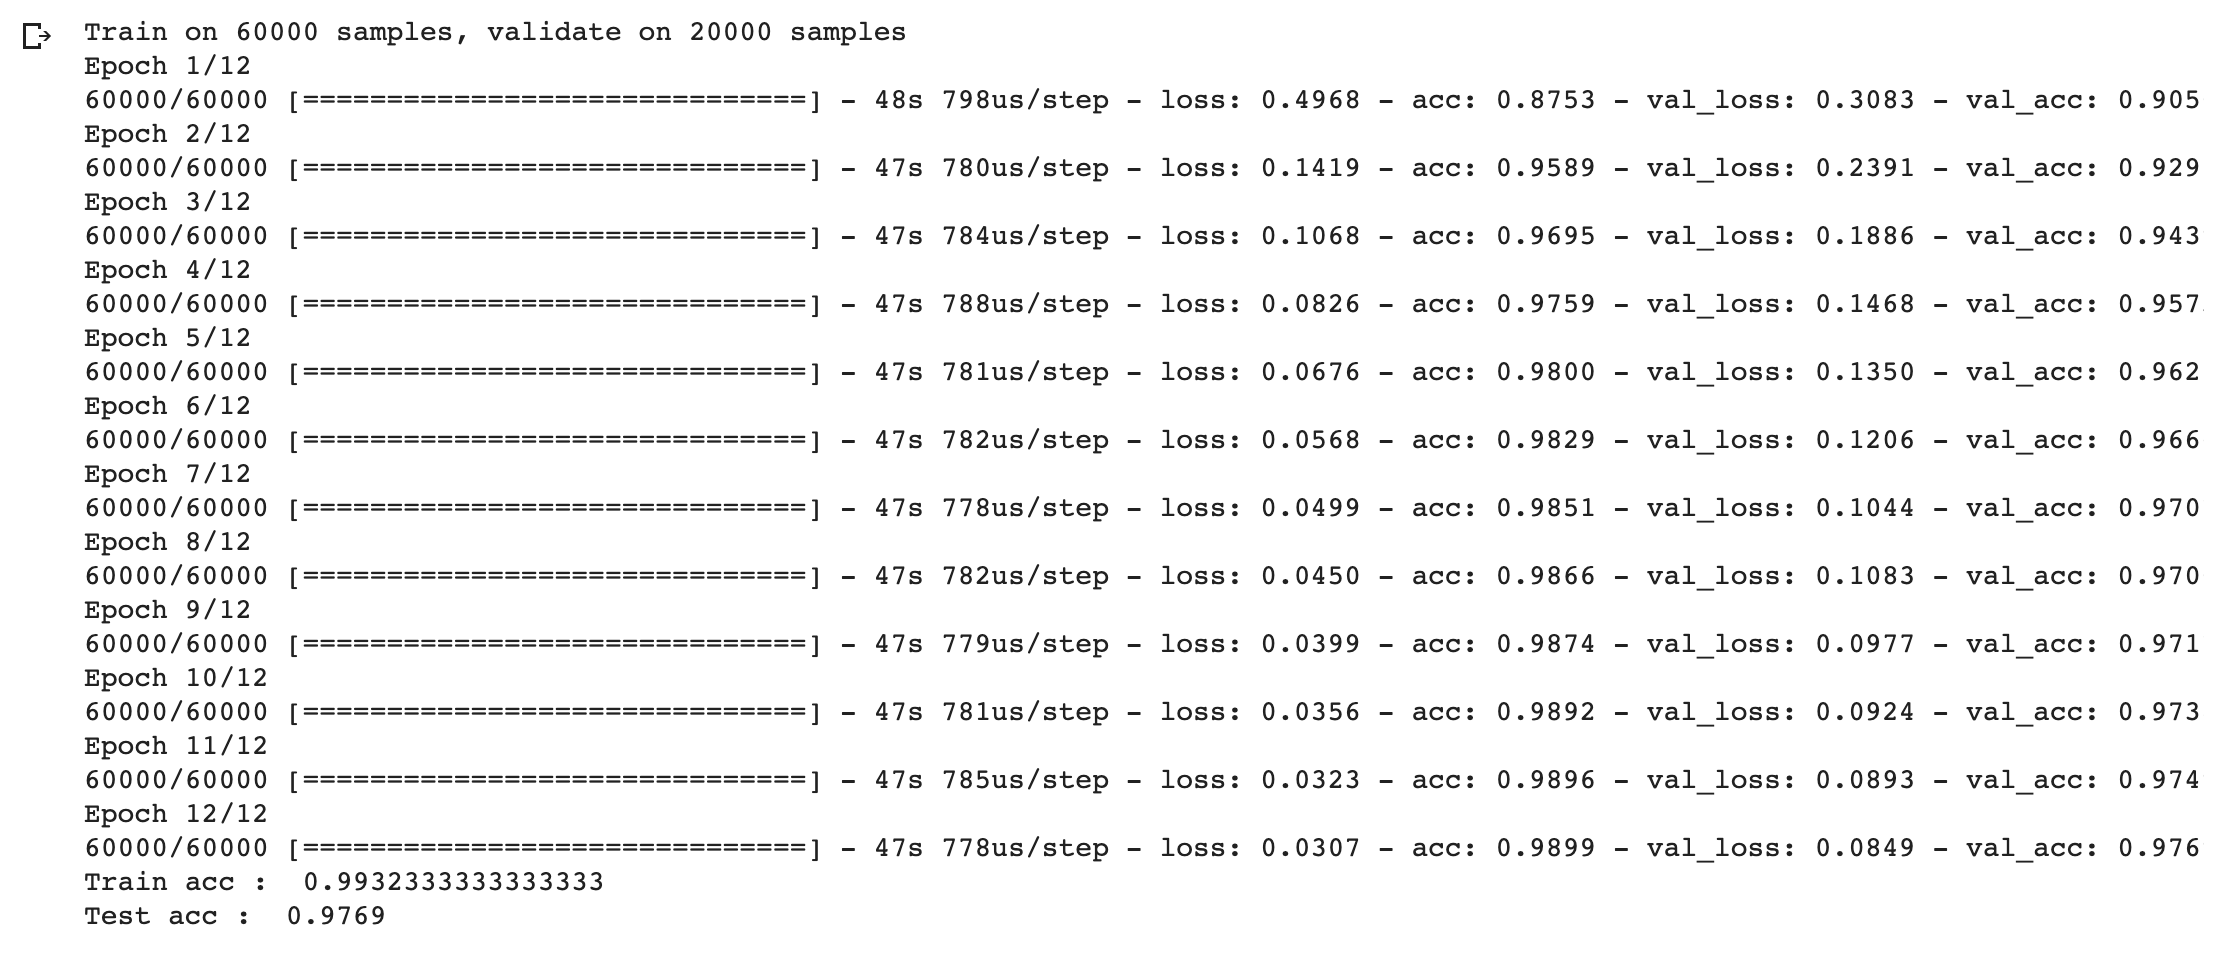 Train on 60000 samples, validate on 20000 samples
Epoch 1/12
60000/60000 [==============================] - 48s 798us/step - loss: 0.4968 - acc: 0.8753 - val_loss: 0.3083 - val_acc: 0.905
Epoch 2/12
60000/60000 [==============================] - 47s 780us/step - loss: 0.1419 - acc: 0.9589 - val_loss: 0.2391 - val_acc: 0.929
Epoch 3/12
60000/60000 [==============================] - 47s 784us/step - loss: 0.1068 - acc: 0.9695 - val_loss: 0.1886 - val_acc: 0.943
Epoch 4/12
60000/60000 [==============================] - 47s 788us/step - loss: 0.0826 - acc: 0.9759 - val_loss: 0.1468 - val_acc: 0.957
Epoch 5/12
60000/60000 [==============================] - 47s 781us/step - loss: 0.0676 - acc: 0.9800 - val_loss: 0.1350 - val_acc: 0.962
Epoch 6/12
60000/60000 [==============================] - 47s 782us/step - loss: 0.0568 - acc: 0.9829 - val_loss: 0.1206 - val_acc: 0.966
Epoch 7/12
60000/60000 [==============================] - 47s 778us/step - loss: 0.0499 - acc: 0.9851 - val_loss: 0.1044 - val_acc: 0.970
Epoch 8/12
60000/60000 [==============================] - 47s 782us/step - loss: 0.0450 - acc: 0.9866 - val_loss: 0.1083 - val_acc: 0.970
Epoch 9/12
60000/60000 [==============================] - 47s 779us/step - loss: 0.0399 - acc: 0.9874 - val_loss: 0.0977 - val_acc: 0.971
Epoch 10/12
60000/60000 [==============================] - 47s 781us/step - loss: 0.0356 - acc: 0.9892 - val_loss: 0.0924 - val_acc: 0.973
Epoch 11/12
60000/60000 [==============================] - 47s 785us/step - loss: 0.0323 - acc: 0.9896 - val_loss: 0.0893 - val_acc: 0.974
Epoch 12/12
60000/60000 [==============================] - 47s 778us/step - loss: 0.0307 - acc: 0.9899 - val_loss: 0.0849 - val_acc: 0.976
Train acc :  0.9932333333333333
Test acc :  0.9769